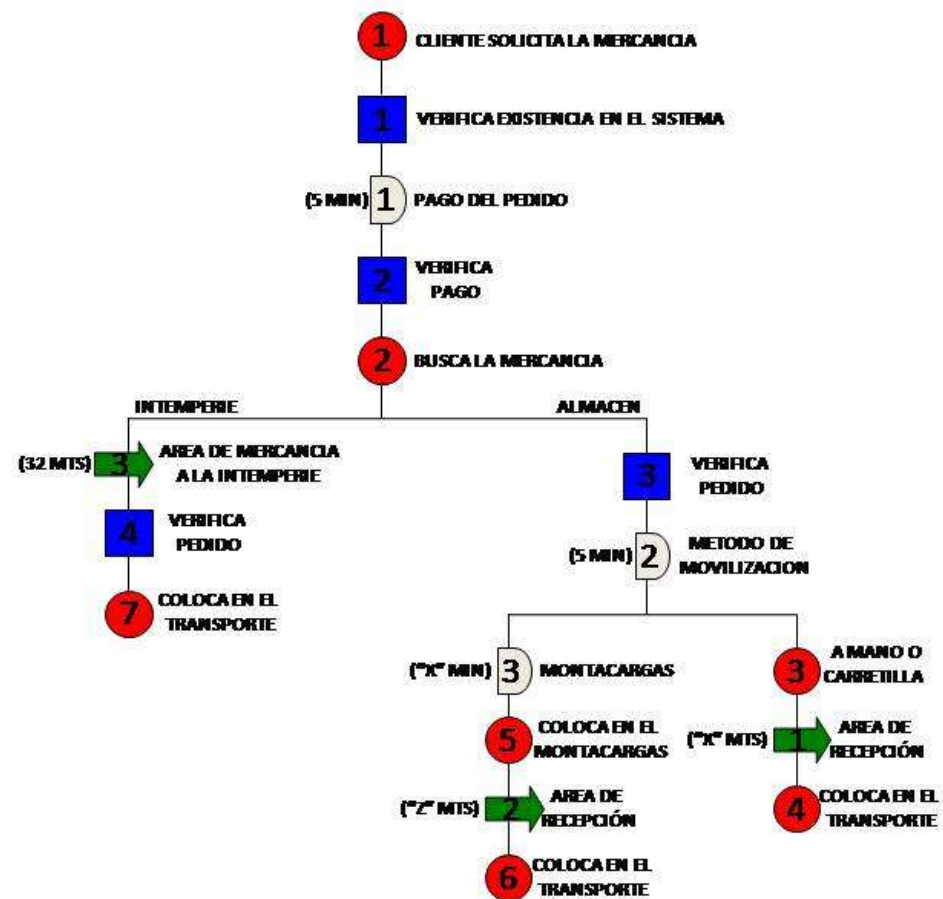 1 CLIENTE SOLICITA LA MERCANCIA
1 VERIFICA EXISTENCIA EN EL SISTEMA
(5 MIN) 1 PAGO DEL PEDIDO
2 VERIFICA
PAGO
2 BUSCA LA MERCANCIA
INTEMPERIE
ALMACEN
(32 MTS) 3 AREA DE MERCANCIA
A LA INTEMPERIE
4 VERIFICA
PEDIDO
7 COLOCA EN EL
TRANSPORTE
3 VERIFICA
PEDIDO
(5 MIN) 2 METODO DE
MOVILIZACION
("X" MIN) 3 MONTACARGAS
5 COLOCA EN EL
MONTACARGAS
("Z" MTS) 2 AREA DE
RECEPCIÓN
6 COLOCA EN EL
TRANSPORTE
3 A MANO O
CARRETILLA
("X" MTS) 1 AREA DE
RECEPCIÓN
4 COLOCA EN EL
TRANSPORTE